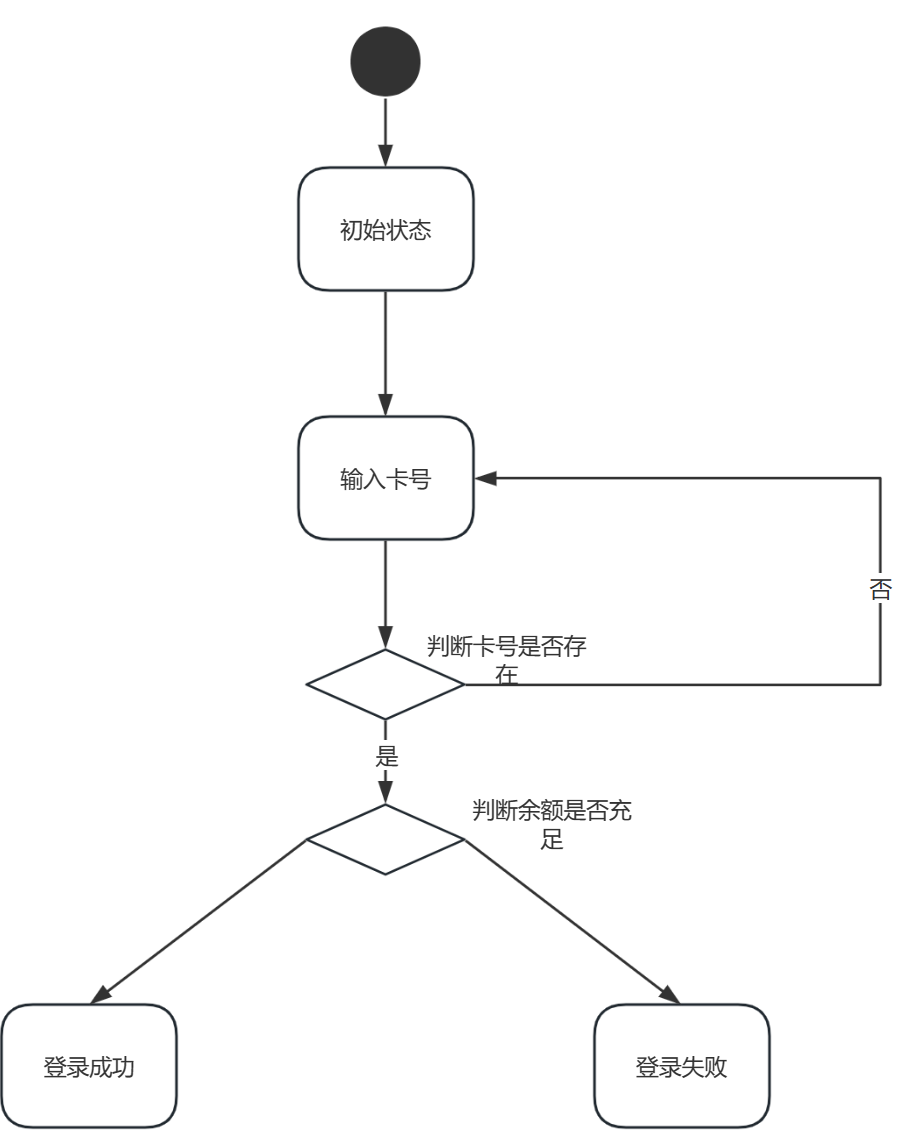 初始状态
输入卡号
否
判断卡号是否存
在
是
判断余额是否充
足
登录成功
登录失败